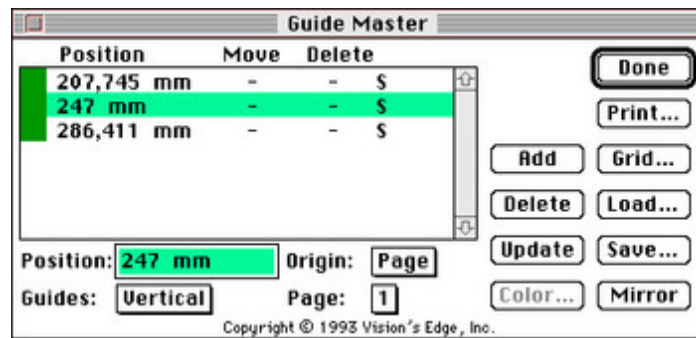 Guide Master
Position Move Delete
207,745 mm - - S
247 mm - - S
286,411 mm - - S
Done
Print...
Add Grid...
Delete Load...
Update Save...
Color... Mirror
Position: 247 mm Origin: Page
Guides: Vertical Page: 1
Copyright © 1993 Vision's Edge, Inc.